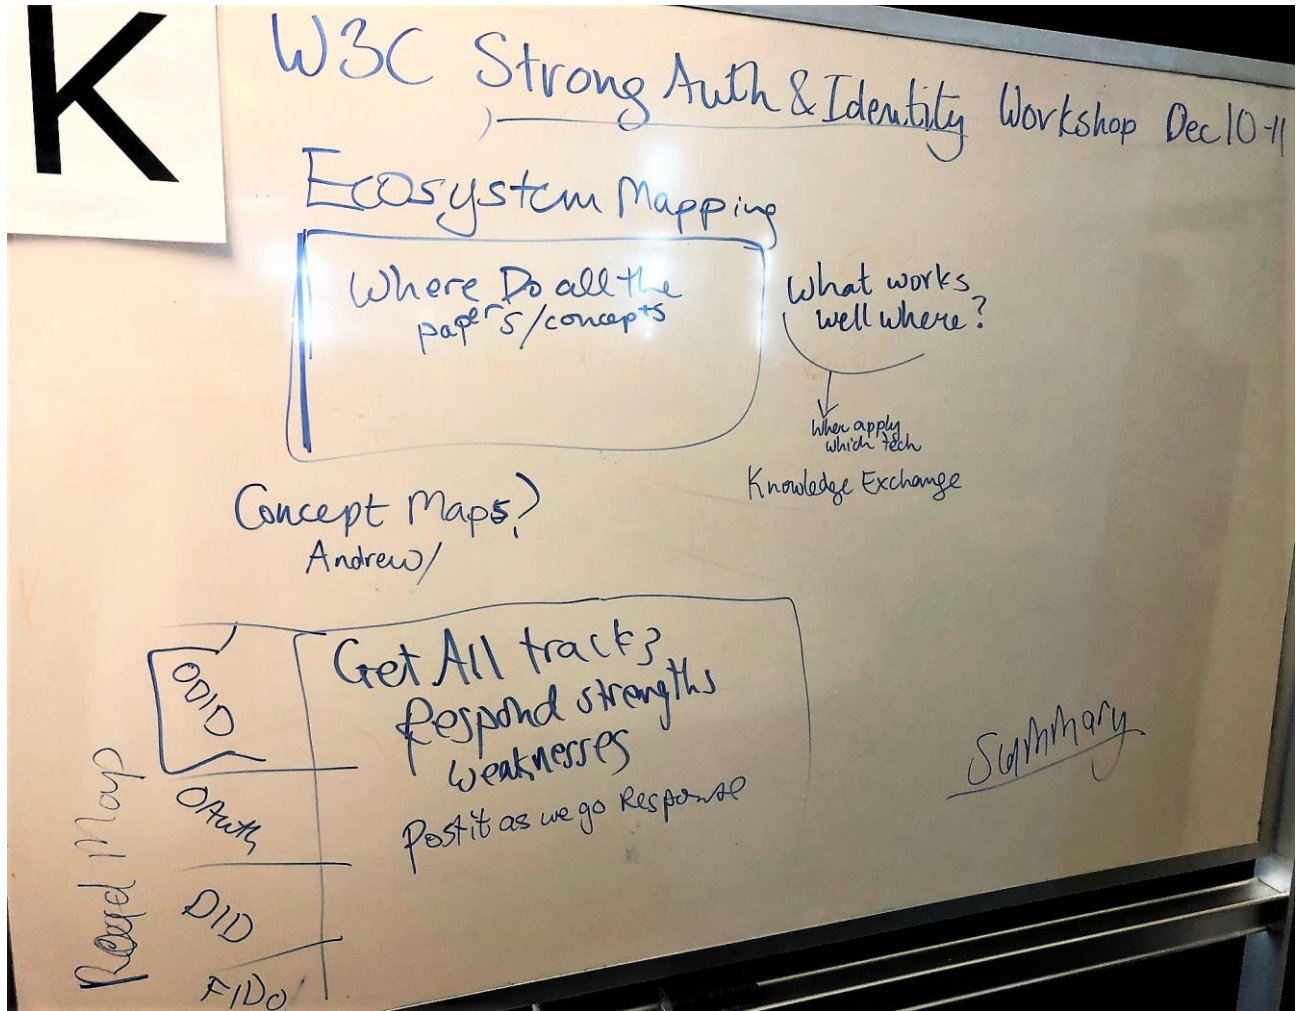 K
W3C Strong Auth & Identity Workshop Dec 10-11
Ecosystem Mapping
Where Do all the
papers/concepts
What works
well where?
When apply
which tech
Knowledge Exchange
Concept Maps?
Andrew/
Get All tracks
Respond strengths
weaknesses
Postit as we go Response
Road Map
OAuth
DID
FIDO
Summary